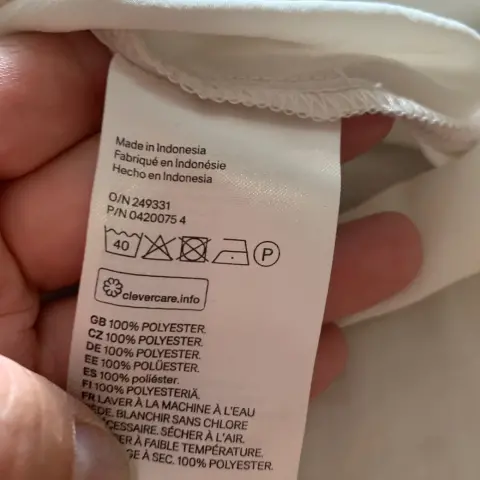 Made in Indonesia
Fabriqué en Indonésie
Hecho en Indonesia
O/N 249331
P/N 0420075 4
40 P
clevercare.info
GB 100% POLYESTER.
CZ 100% POLYESTER.
DE 100% POLYESTER.
EE 100% POLÜESTER.
ES 100% poliéster.
FI 100% POLYESTERIÄ.
FR LAVER À LA MACHINE À L'EAU
BLANCHIR SANS CHLORE
SÉCHER À L'AIR.
À FAIBLE TEMPÉRATURE.
À SEC. 100% POLYESTER.